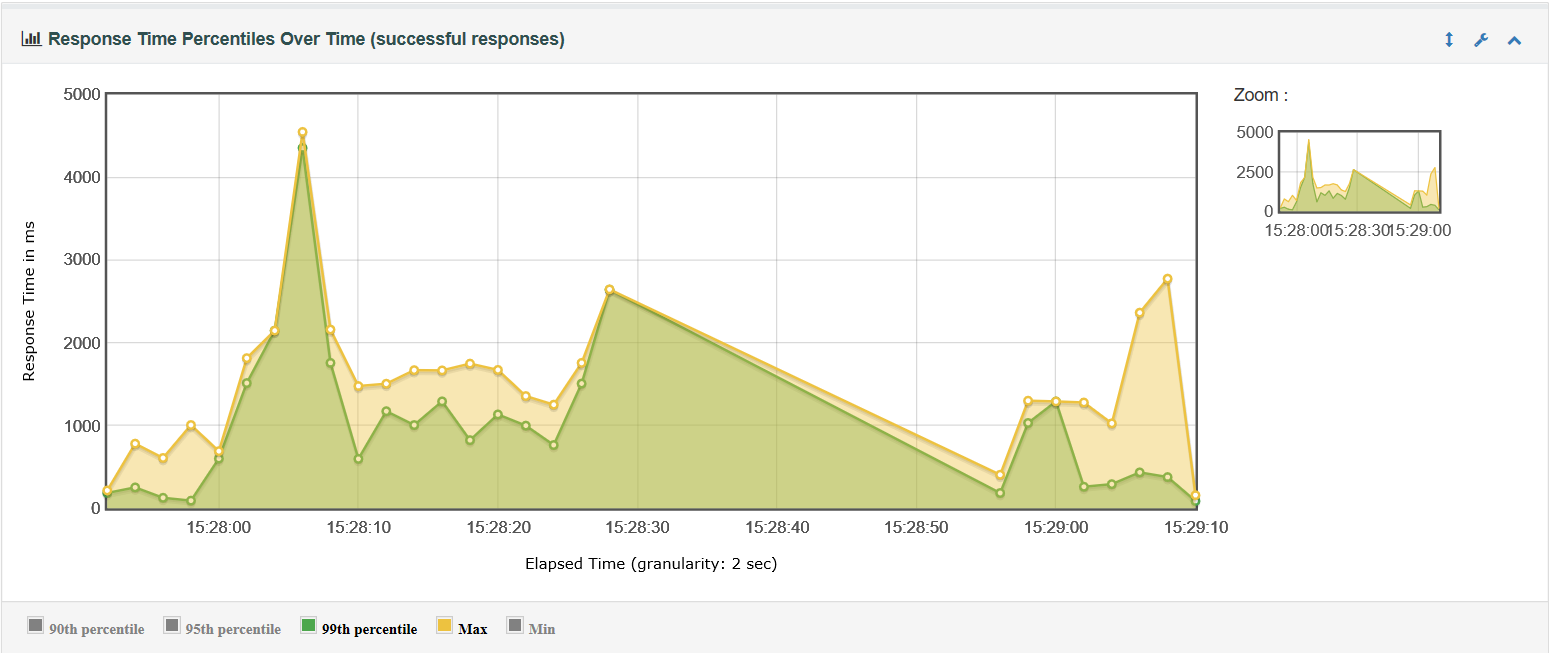 Response Time Percentiles Over Time (successful responses)
Zoom :
5000
4000
3000
2000
1000
0
Response Time in ms
15:28:00 15:28:10 15:28:20 15:28:30 15:28:40 15:28:50 15:29:00 15:29:10
Elapsed Time (granularity: 2 sec)
5000
2500
0
15:28:00 15:28:30 15:29:00
90th percentile 95th percentile 99th percentile Max Min